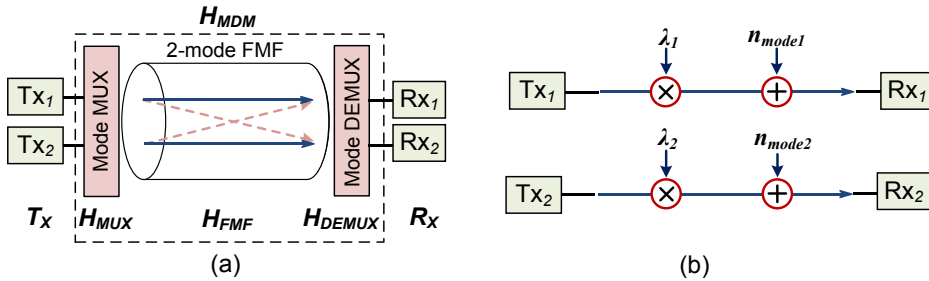 H_MDM
2-mode FMF
Tx_1
Tx_2
Mode MUX
Mode DEMUX
Rx_1
Rx_2
T_X
H_MUX
H_FMF
H_DEMUX
R_X
(a)
λ_1
n_mode1
Tx_1
×
+
Rx_1
λ_2
n_mode2
Tx_2
×
+
Rx_2
(b)